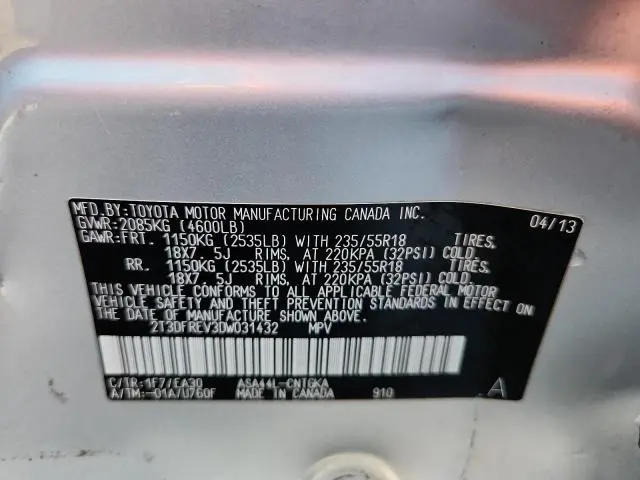 MFD.BY:TOYOTA MOTOR MANUFACTURING CANADA INC. 04/13
GVWR:2085KG (4600LB)
GAWR:FRT. 1150KG (2535LB) WITH 235/55R18 TIRES,
18X7. 5J RIMS, AT 220KPA (32PSI) COLD.
RR. 1150KG (2535LB) WITH 235/55R18 TIRES,
18X7. 5J RIMS, AT 220KPA (32PSI) COLD.
THIS VEHICLE CONFORMS TO ALL APPLICABLE FEDERAL MOTOR
VEHICLE SAFETY AND THEFT PREVENTION STANDARDS IN EFFECT ON
THE DATE OF MANUFACTURE SHOWN ABOVE.
2T3DFREV3DW031432 MPV
C/TR:1F7/EA30 ASA44L-CNTGKA
A/TM:-01A/U760F MADE IN CANADA 910 .A